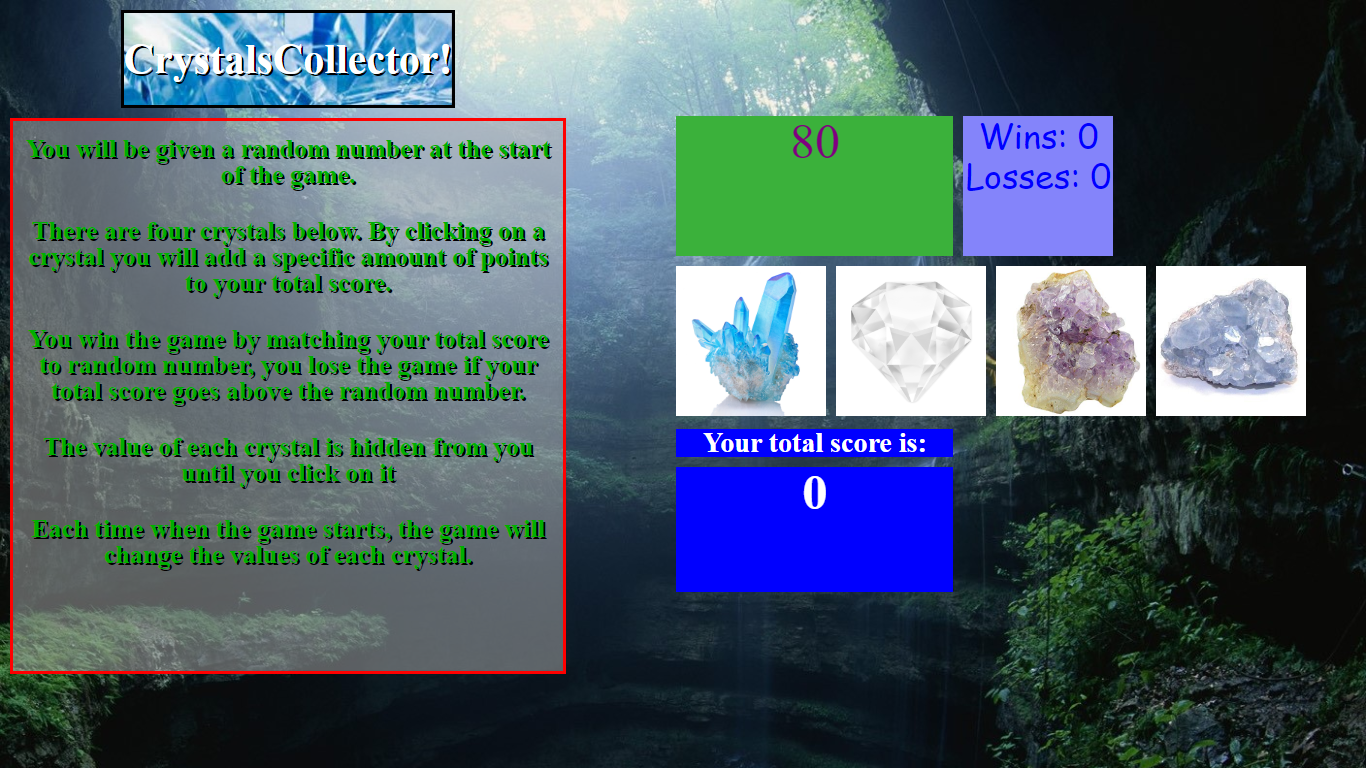 CrystalsCollector!
You will be given a random number at the start
of the game.
There are four crystals below. By clicking on a
crystal you will add a specific amount of points
to your total score.
You win the game by matching your total score
to random number, you lose the game if your
total score goes above the random number.
The value of each crystal is hidden from you
until you click on it
Each time when the game starts, the game will
change the values of each crystal.
80
Wins: 0
Losses: 0
Your total score is:
0